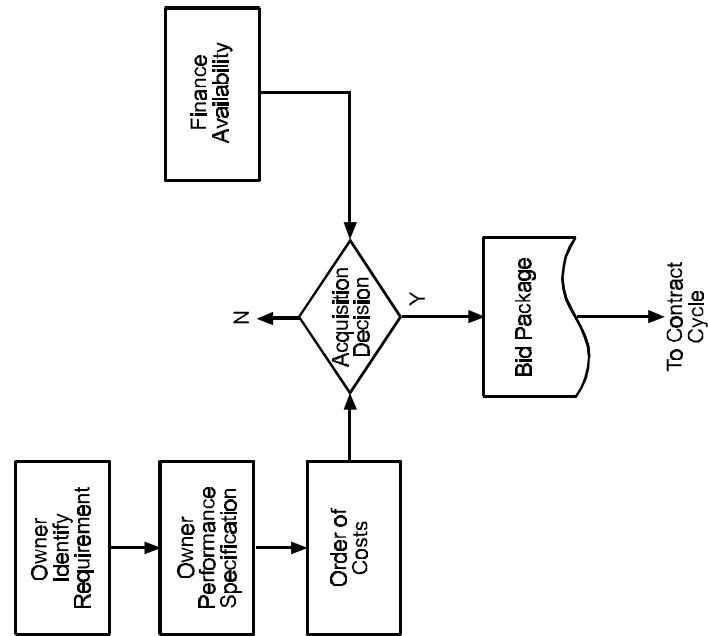 Owner
Identify
Requirement
Owner
Performance
Specification
Order of
Costs
Finance
Availability
N
Acquisition
Decision
Y
Bid Package
To Contract
Cycle